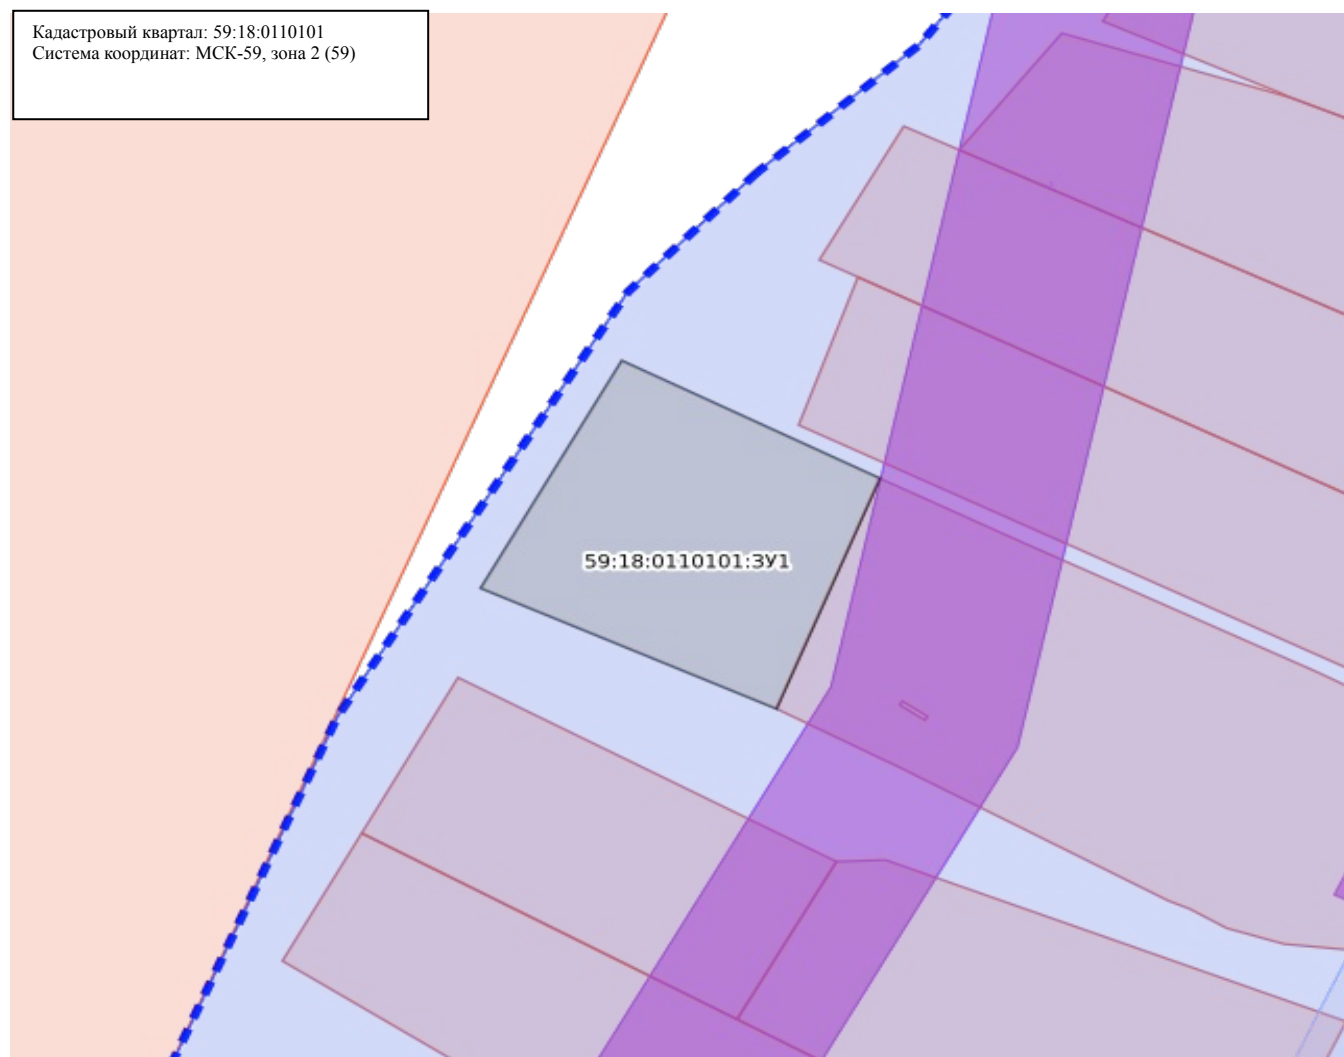 Кадастровый квартал: 59:18:0110101
Система координат: МСК-59, зона 2 (59)
59:18:0110101:ЗУ1